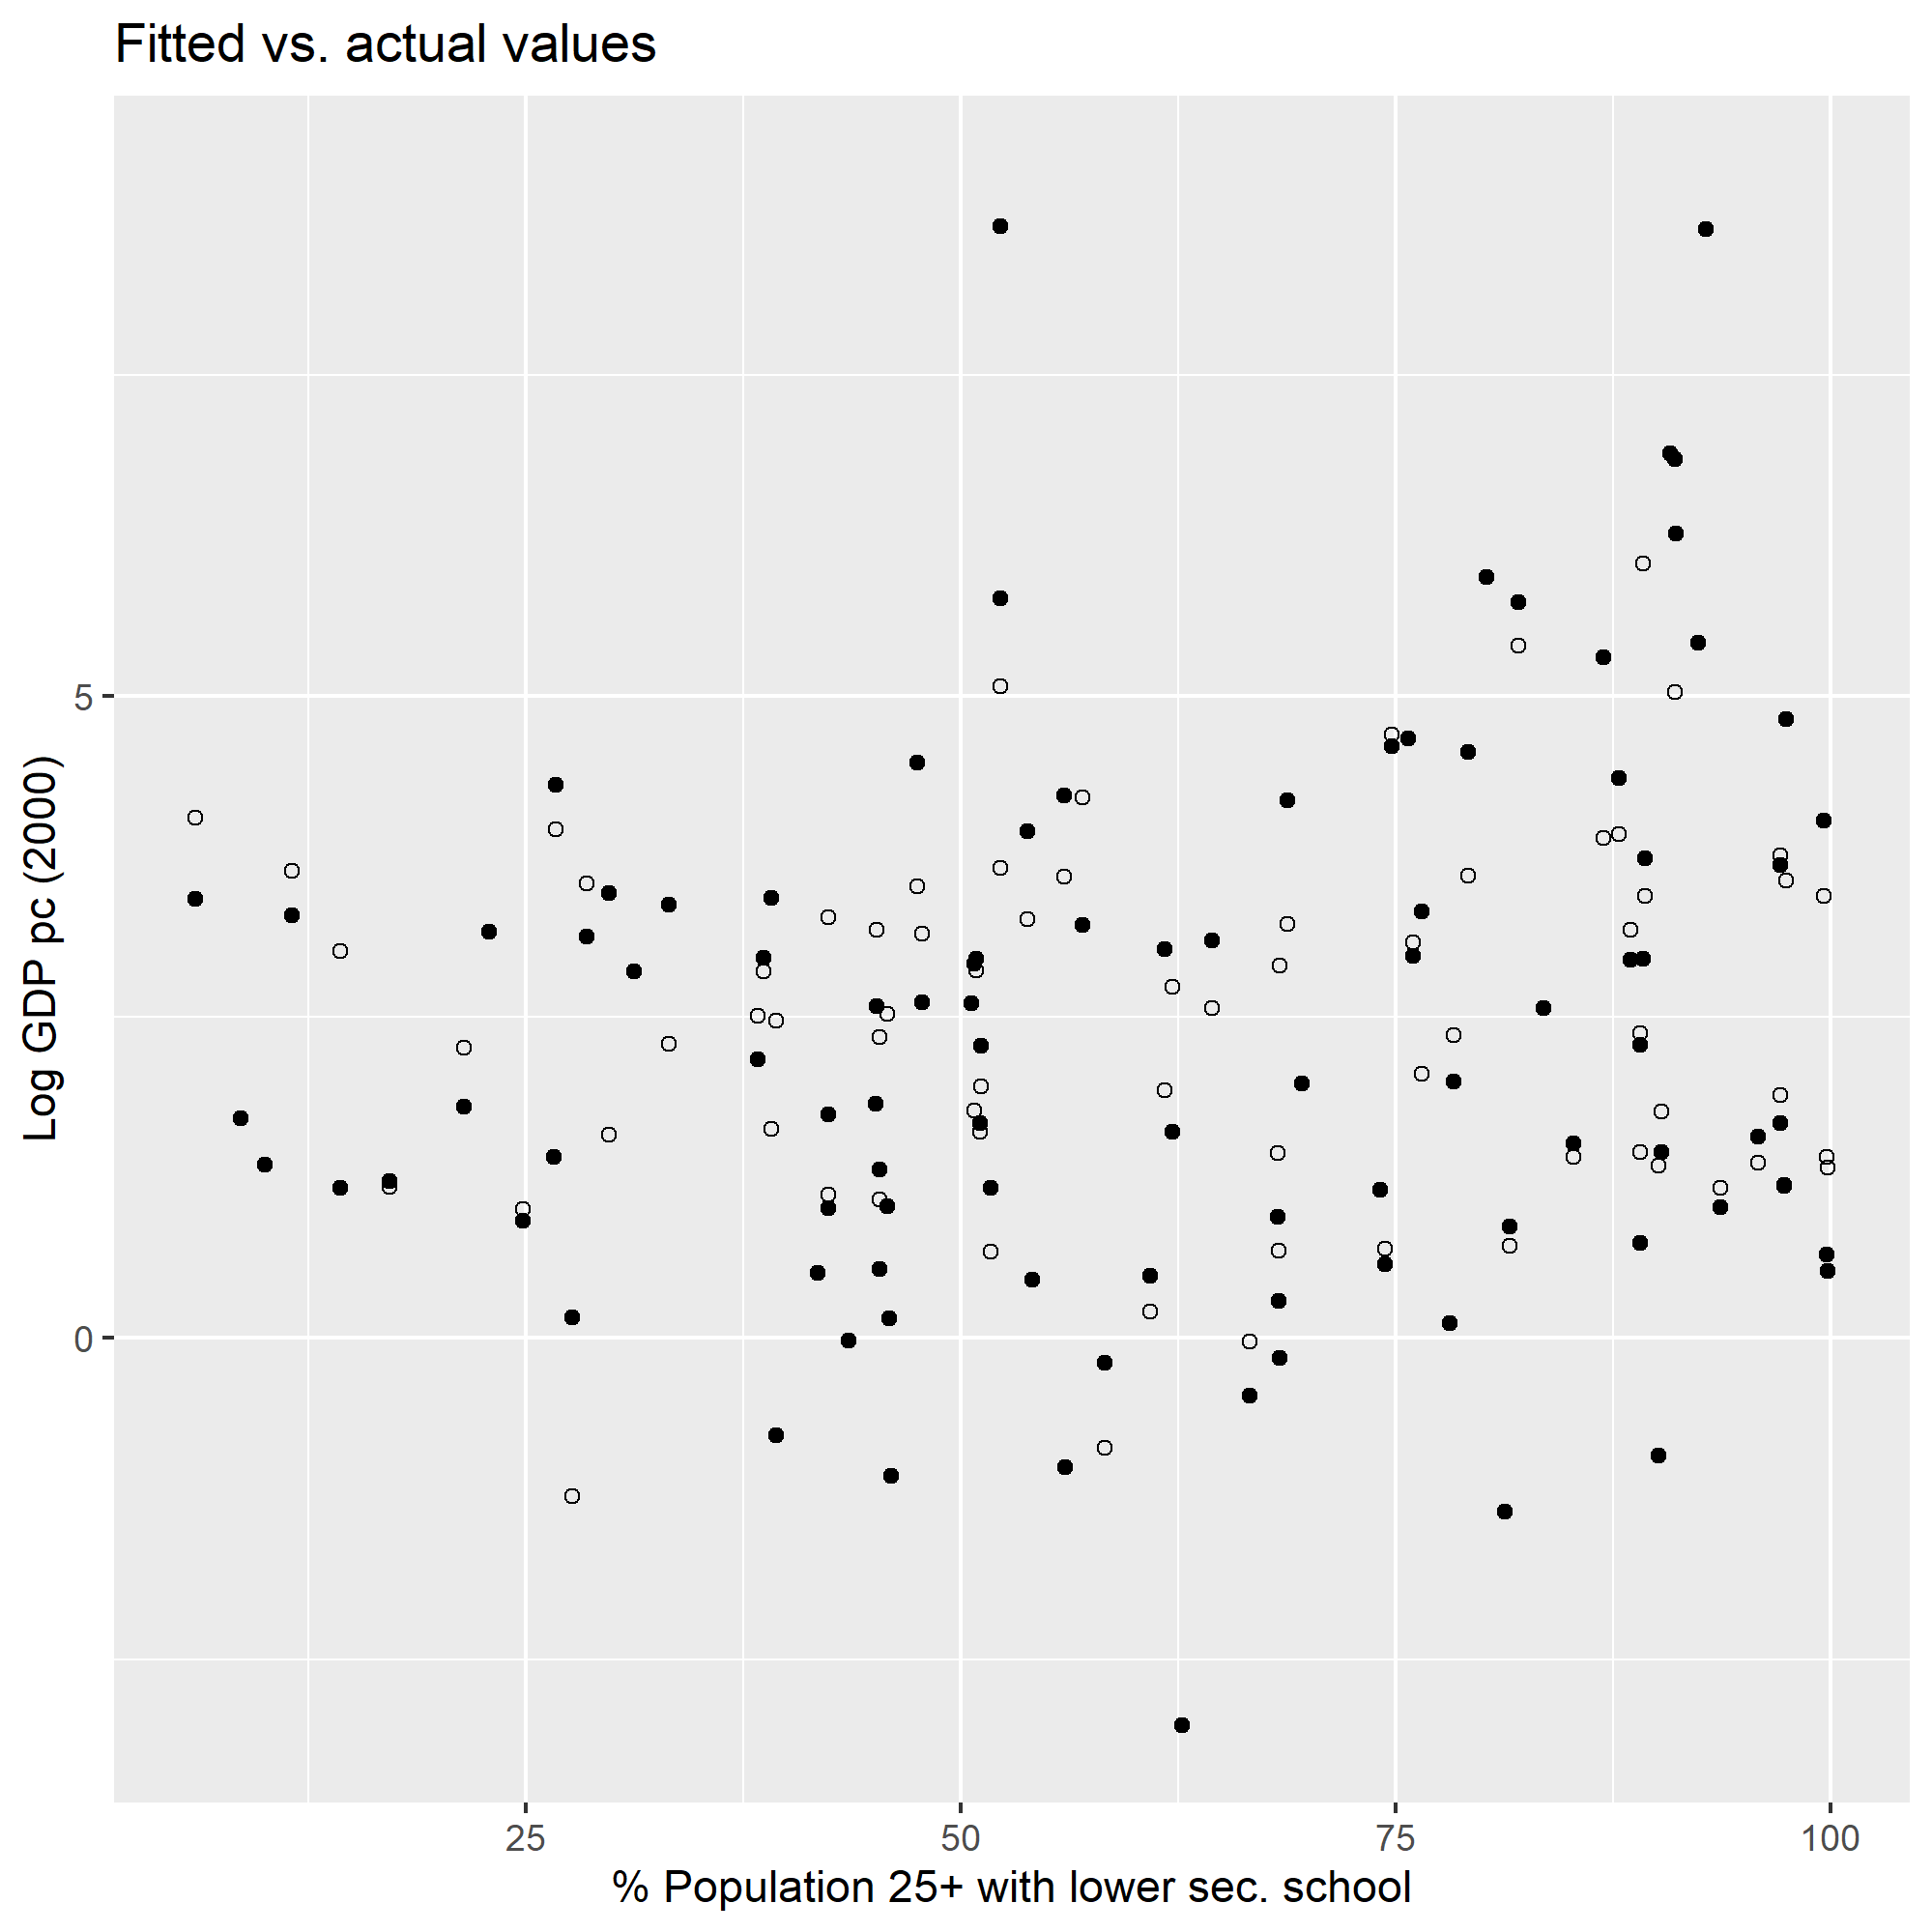 Fitted vs. actual values
Log GDP pc (2000)
5
0
25
50
75
100
% Population 25+ with lower sec. school